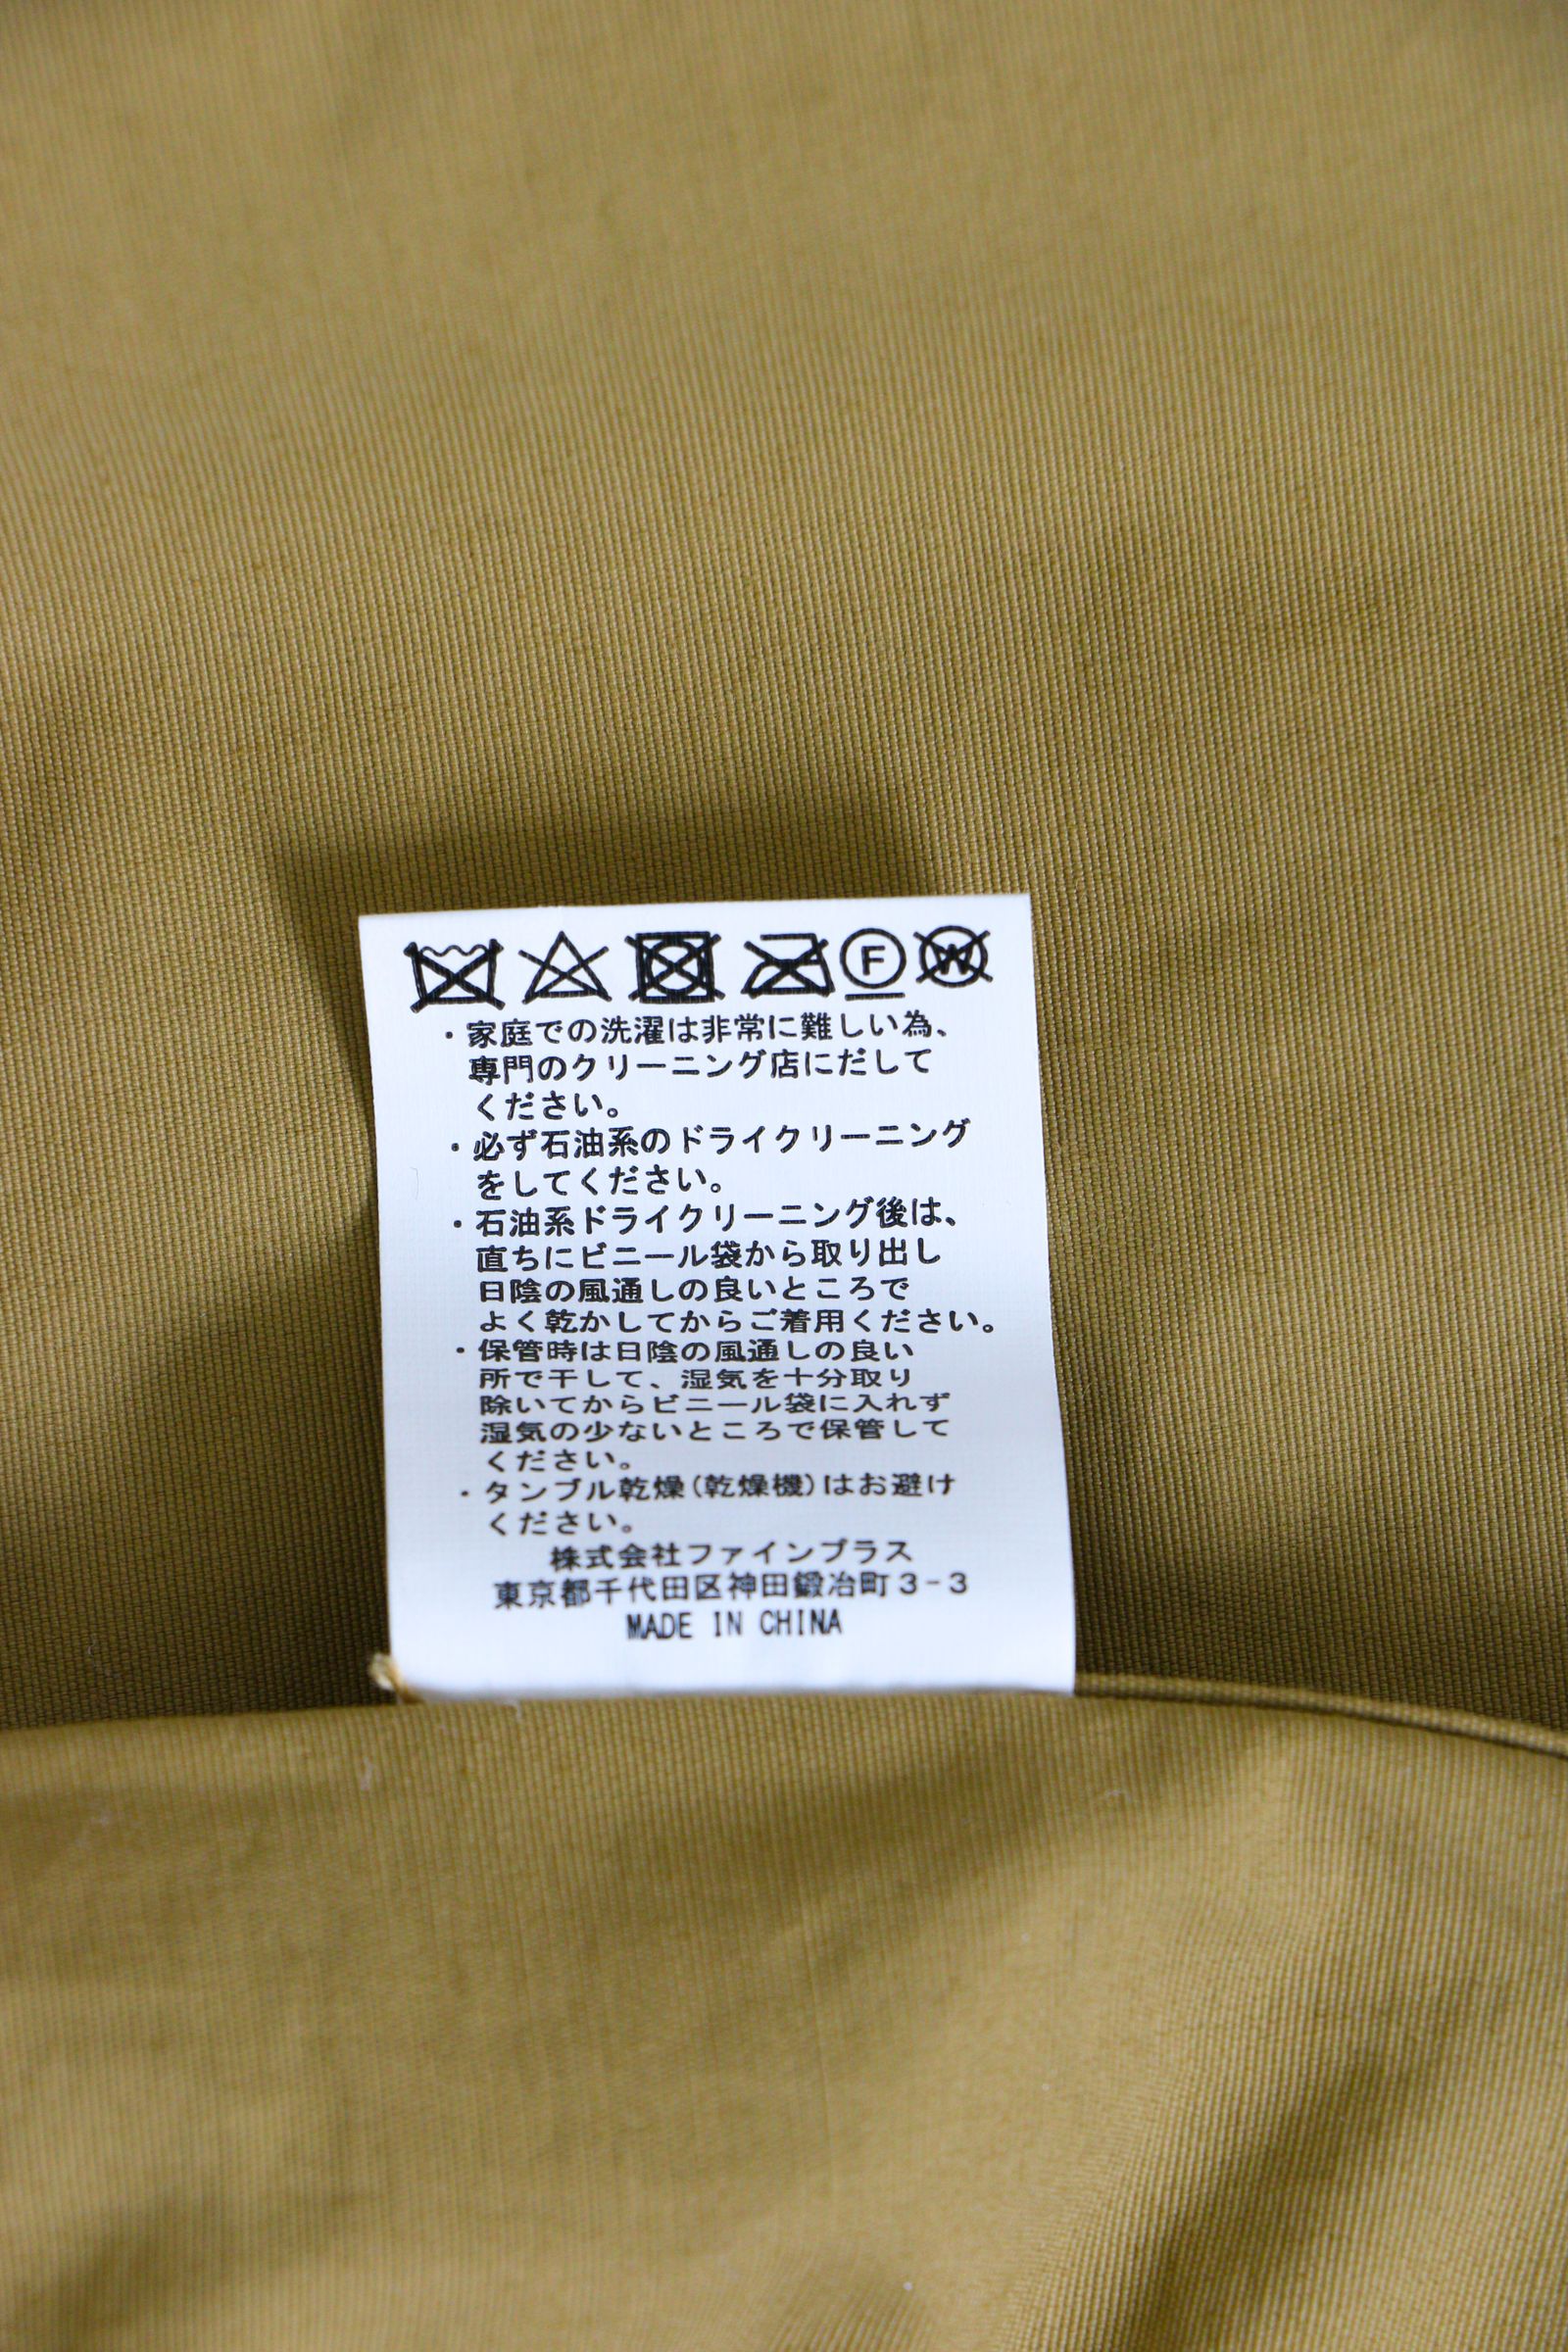 F W
・家庭での洗濯は非常に難しい為、
専門のクリーニング店にだして
ください。
・必ず石油系のドライクリーニング
をしてください。
・石油系ドライクリーニング後は、
直ちにビニール袋から取り出し
日陰の風通しの良いところで
よく乾かしてからご着用ください。
・保管時は日陰の風通しの良い
所で干して、湿気を十分取り
除いてからビニール袋に入れず
湿気の少ないところで保管して
ください。
・タンブル乾燥(乾燥機)はお避け
ください。
株式会社ファインプラス
東京都千代田区神田鍛冶町3-3
MADE IN CHINA